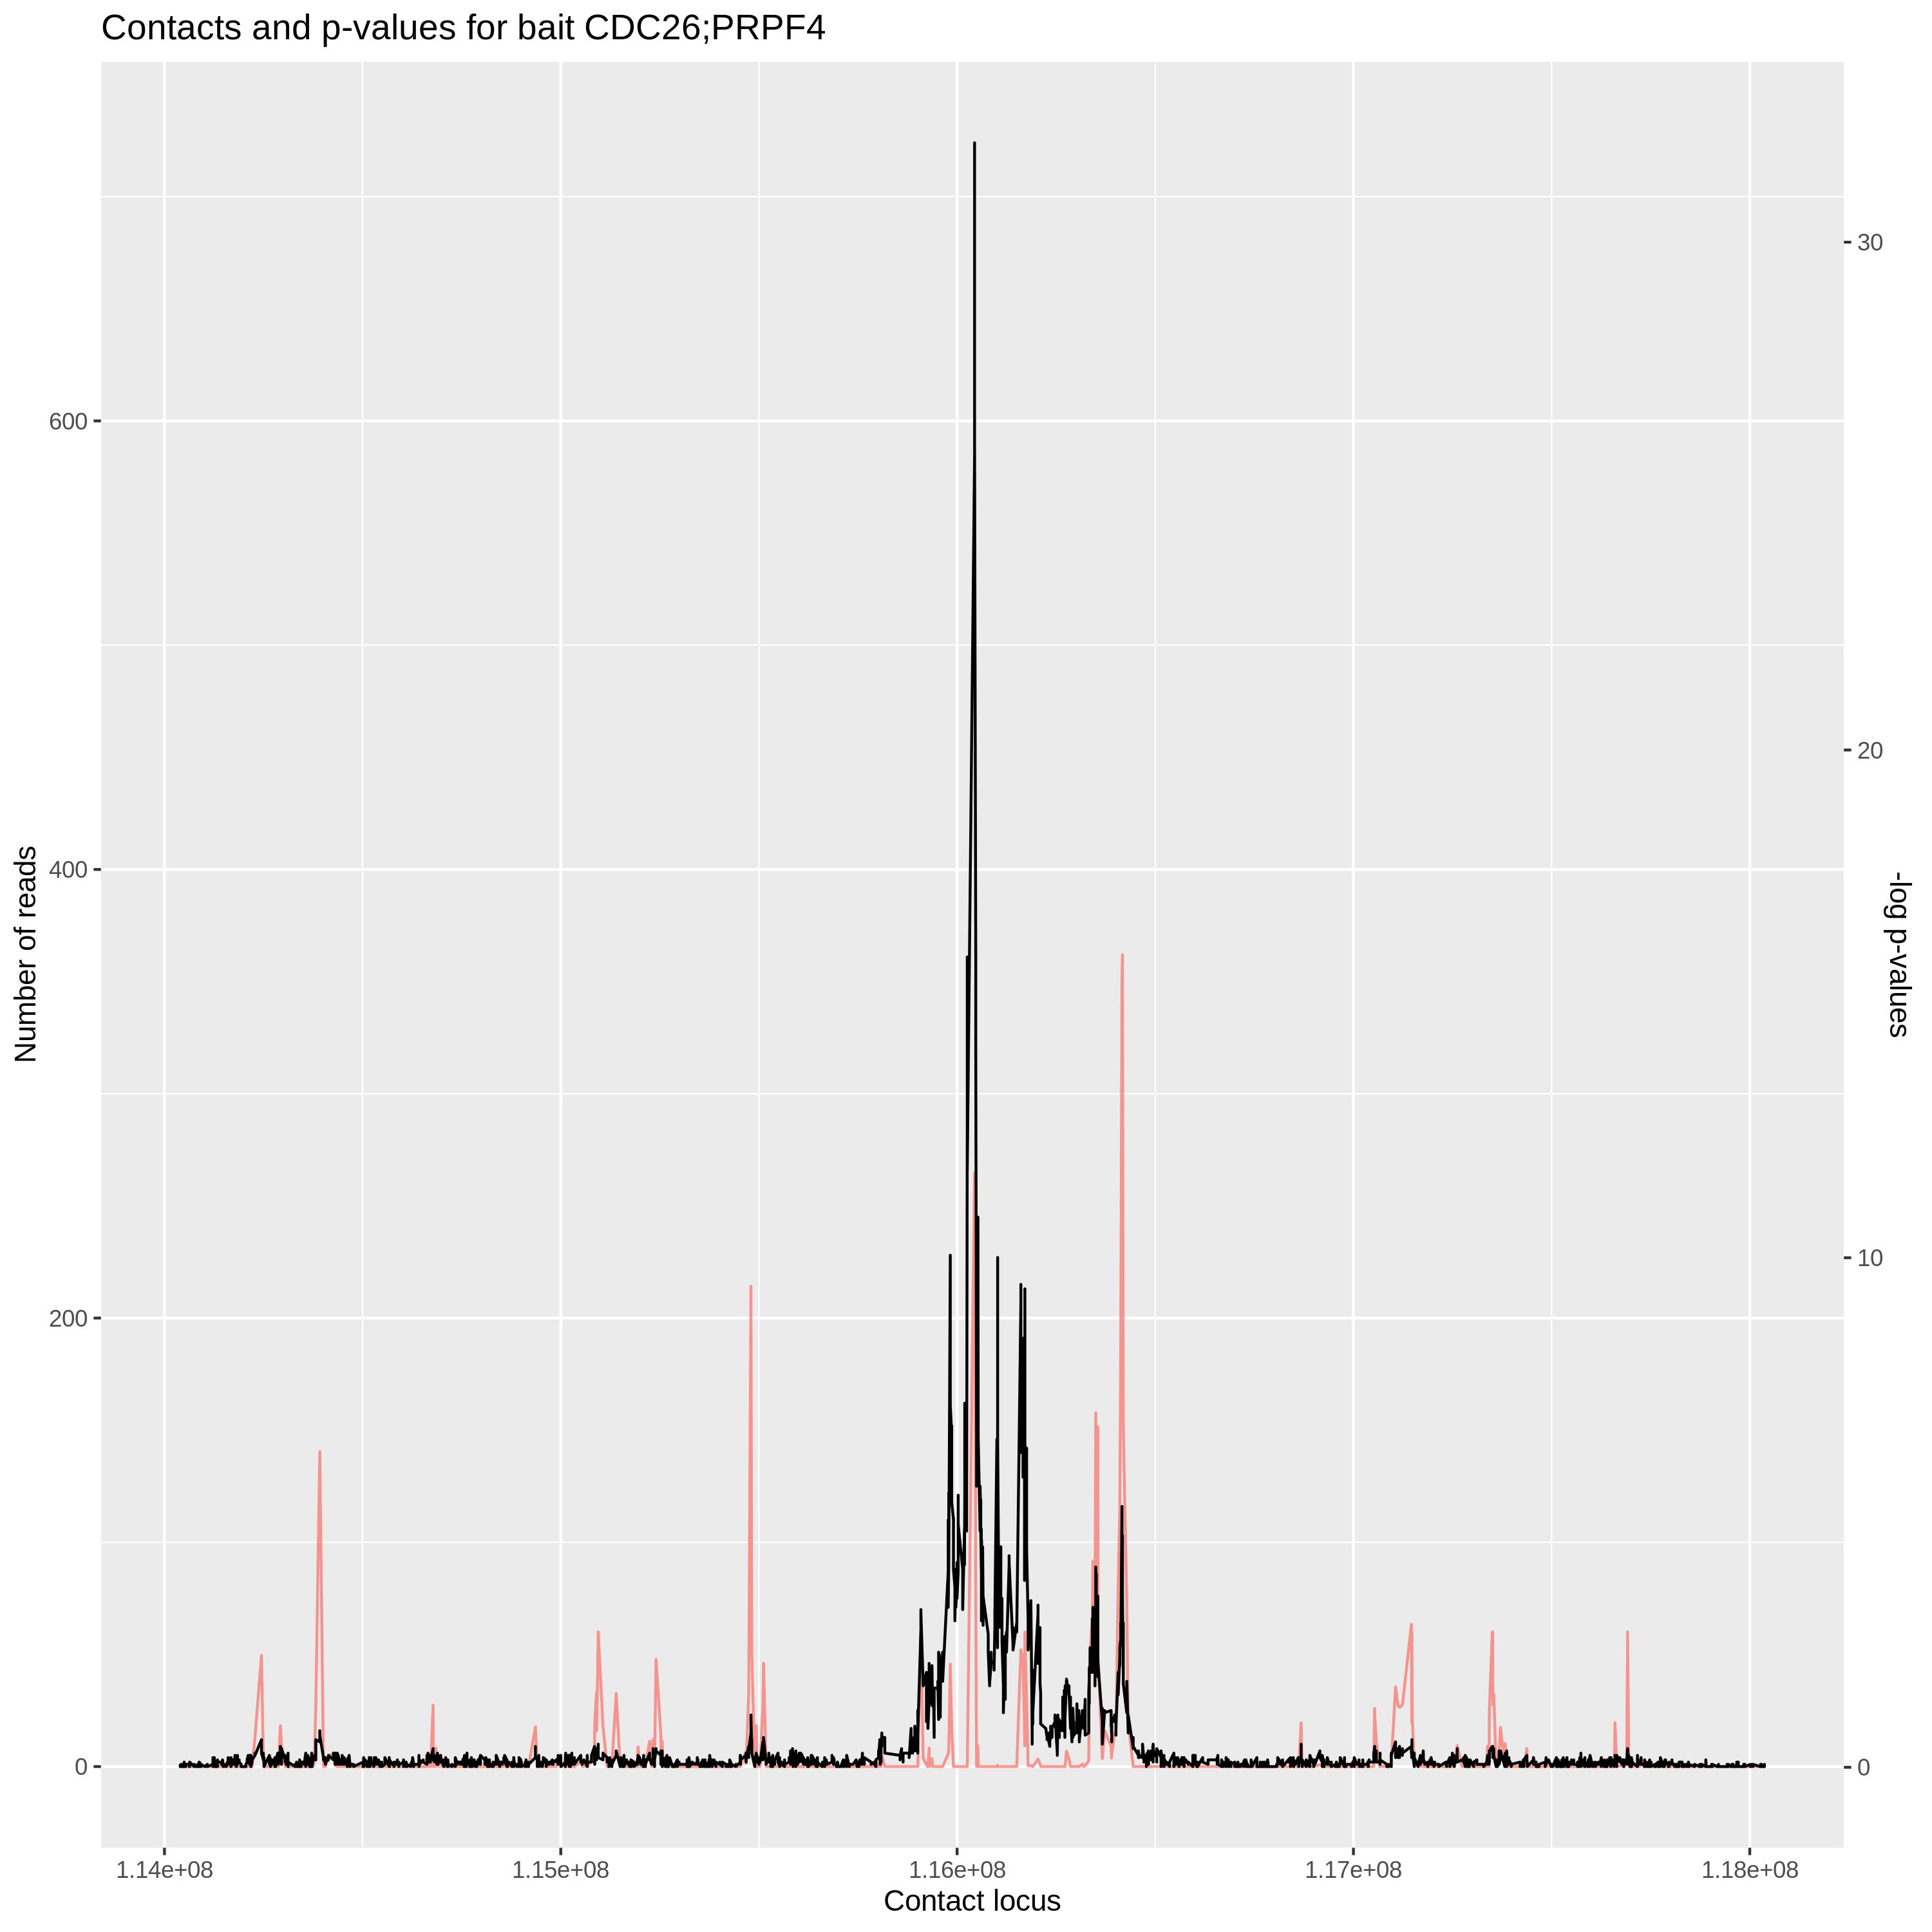 Contacts and p-values for bait CDC26;PRPF4
Number of reads
600
400
200
0
30
20
10
0
-log p-values
1.14e+08 1.15e+08 1.16e+08 1.17e+08 1.18e+08
Contact locus